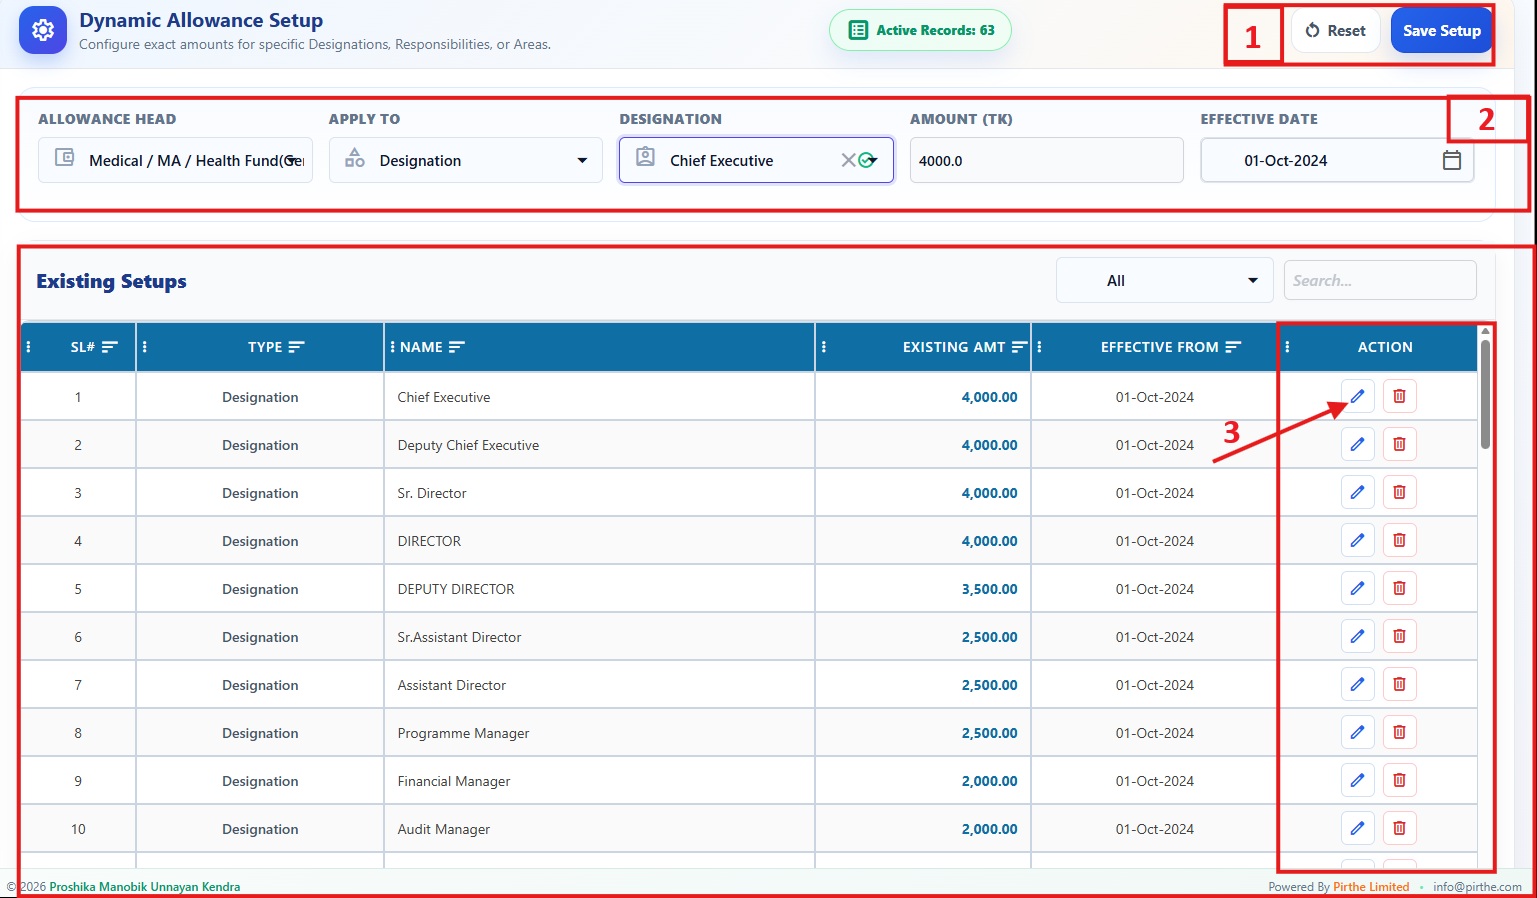 Dynamic Allowance Setup
Configure exact amounts for specific Designations, Responsibilities, or Areas.
Active Records: 63
1
Reset
Save Setup
2
ALLOWANCE HEAD
APPLY TO
DESIGNATION
AMOUNT (TK)
EFFECTIVE DATE
Medical / MA / Health Fund(Ger
Designation
Chief Executive
4000.0
01-Oct-2024
Existing Setups
All
Search...
SL# TYPE NAME EXISTING AMT EFFECTIVE FROM ACTION
1 Designation Chief Executive 4,000.00 01-Oct-2024
3
2 Designation Deputy Chief Executive 4,000.00 01-Oct-2024
3 Designation Sr. Director 4,000.00 01-Oct-2024
4 Designation DIRECTOR 4,000.00 01-Oct-2024
5 Designation DEPUTY DIRECTOR 3,500.00 01-Oct-2024
6 Designation Sr.Assistant Director 2,500.00 01-Oct-2024
7 Designation Assistant Director 2,500.00 01-Oct-2024
8 Designation Programme Manager 2,500.00 01-Oct-2024
9 Designation Financial Manager 2,000.00 01-Oct-2024
10 Designation Audit Manager 2,000.00 01-Oct-2024
© 2026 Proshika Manobik Unnayan Kendra
Powered By Pirthe Limited • info@pirthe.com